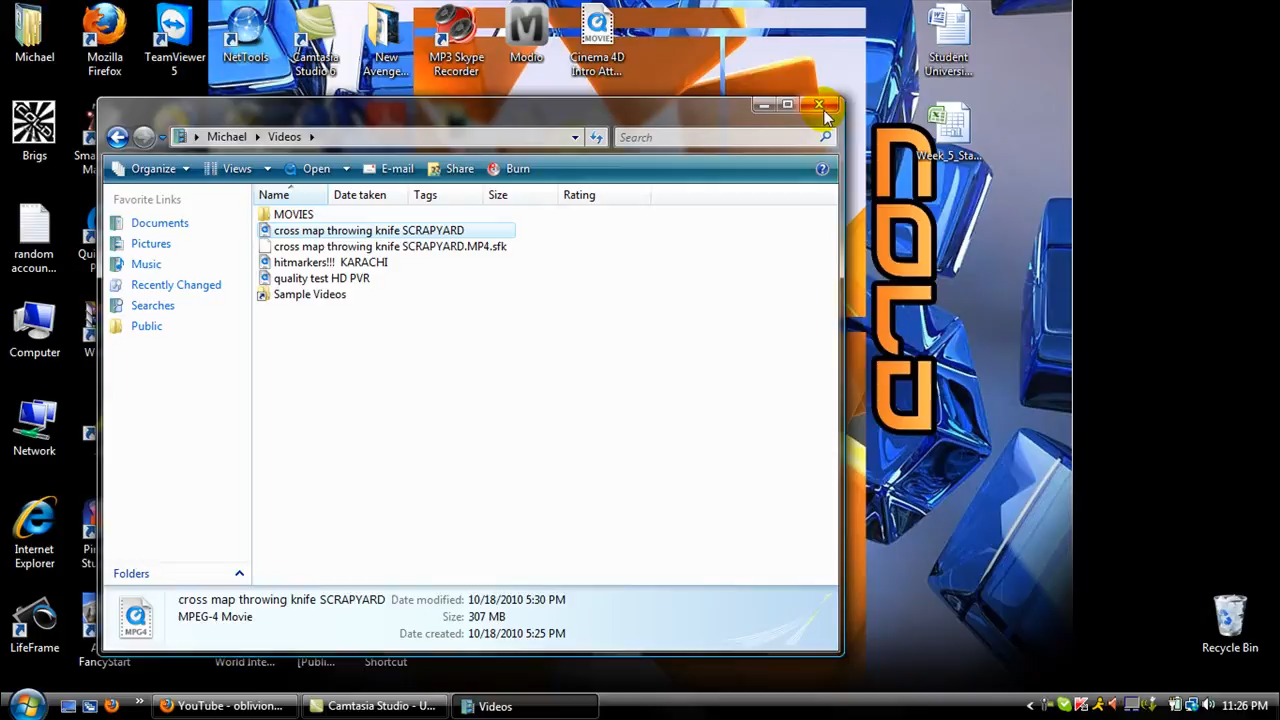 Michael
Mozilla
Firefox
TeamViewer
5
NetTools
Camtasia
Studio 6
New
Avenge...
MP3 Skype
Recorder
Modio
MOVIE
Cinema 4D
Intro Att...
Student
Universi...
Brigs
Week_5_Sta...
random
accoun...
Computer
Network
Internet
Explorer
LifeFrame
FancyStart
World Inte...
[Publi...
Shortcut
Recycle Bin
COLD
Michael
Videos
Search
Organize
Views
Open
E-mail
Share
Burn
Favorite Links
Documents
Pictures
Music
Recently Changed
Searches
Public
Folders
Name
Date taken
Tags
Size
Rating
MOVIES
cross map throwing knife SCRAPYARD
cross map throwing knife SCRAPYARD.MP4.sfk
hitmarkers!!! KARACHI
quality test HD PVR
Sample Videos
MPEG4
cross map throwing knife SCRAPYARD Date modified: 10/18/2010 5:30 PM
MPEG-4 Movie Size: 307 MB
Date created: 10/18/2010 5:25 PM
YouTube - oblivion...
Camtasia Studio - U...
Videos
11:26 PM